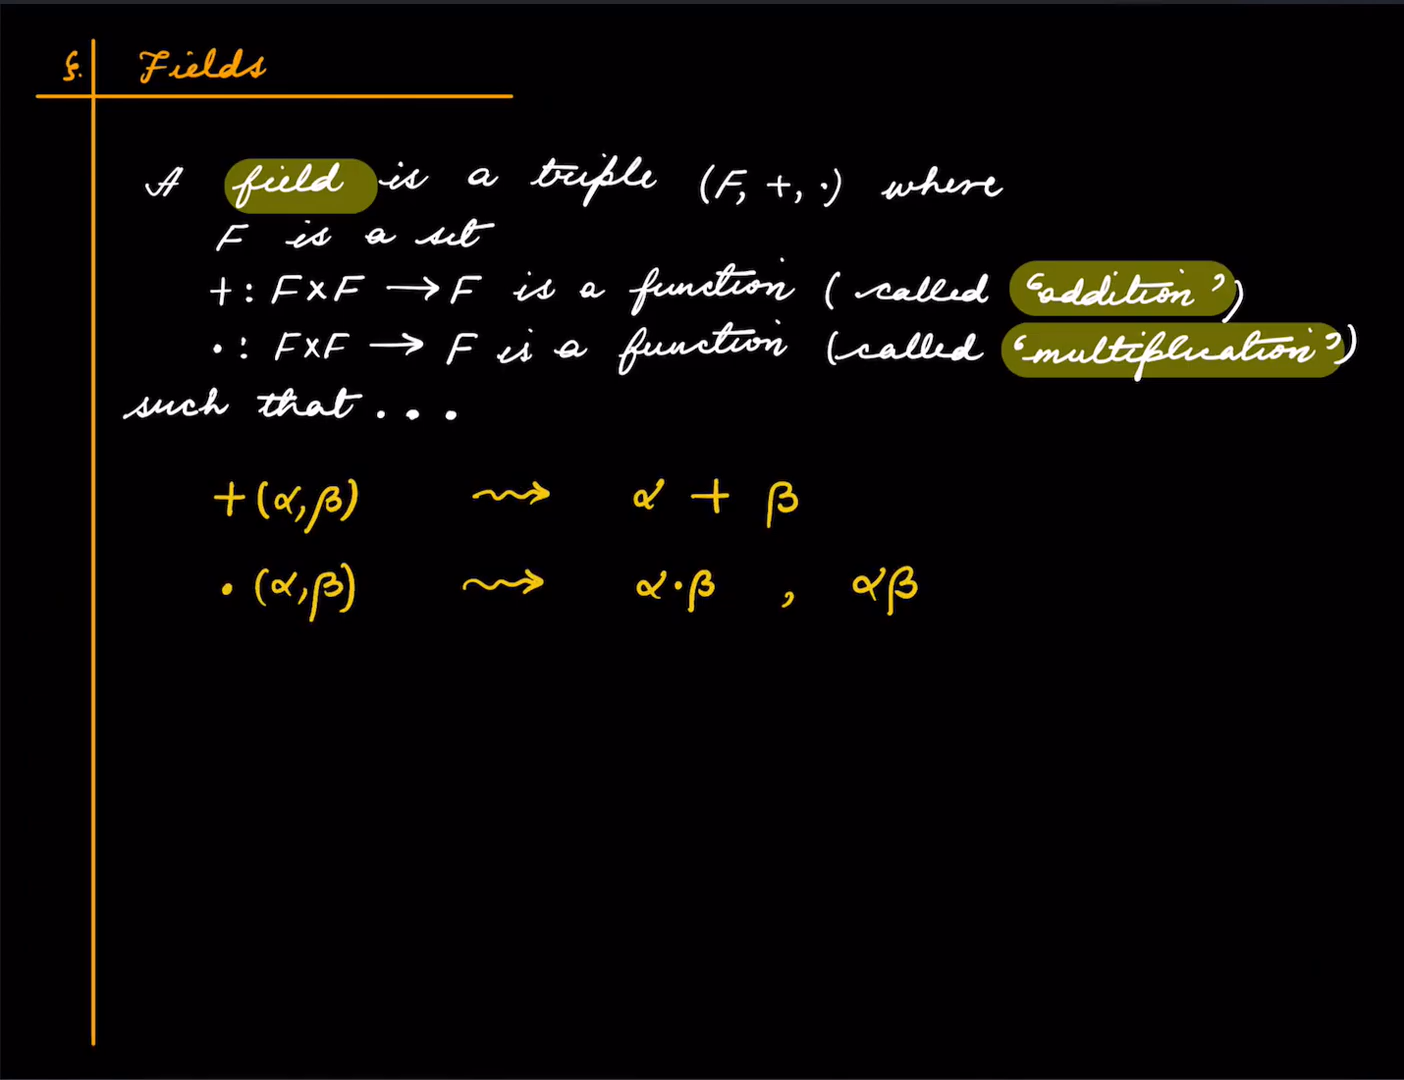 §. Fields
A field is a triple (F, +, ·) where
F is a set
+ : F×F → F is a function (called ‘addition’)
· : F×F → F is a function (called ‘multiplication’)
such that . . .
+(α,β) ⇝ α + β
·(α,β) ⇝ α·β , αβ